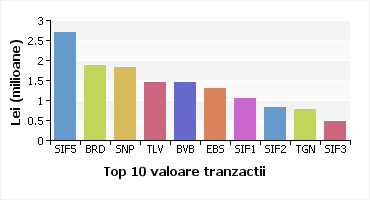 Lei (milioane)
3
2.5
2
1.5
1
0.5
0
SIF5 BRD SNP TLV BVB EBS SIF1 SIF2 TGN SIF3
Top 10 valoare tranzactii